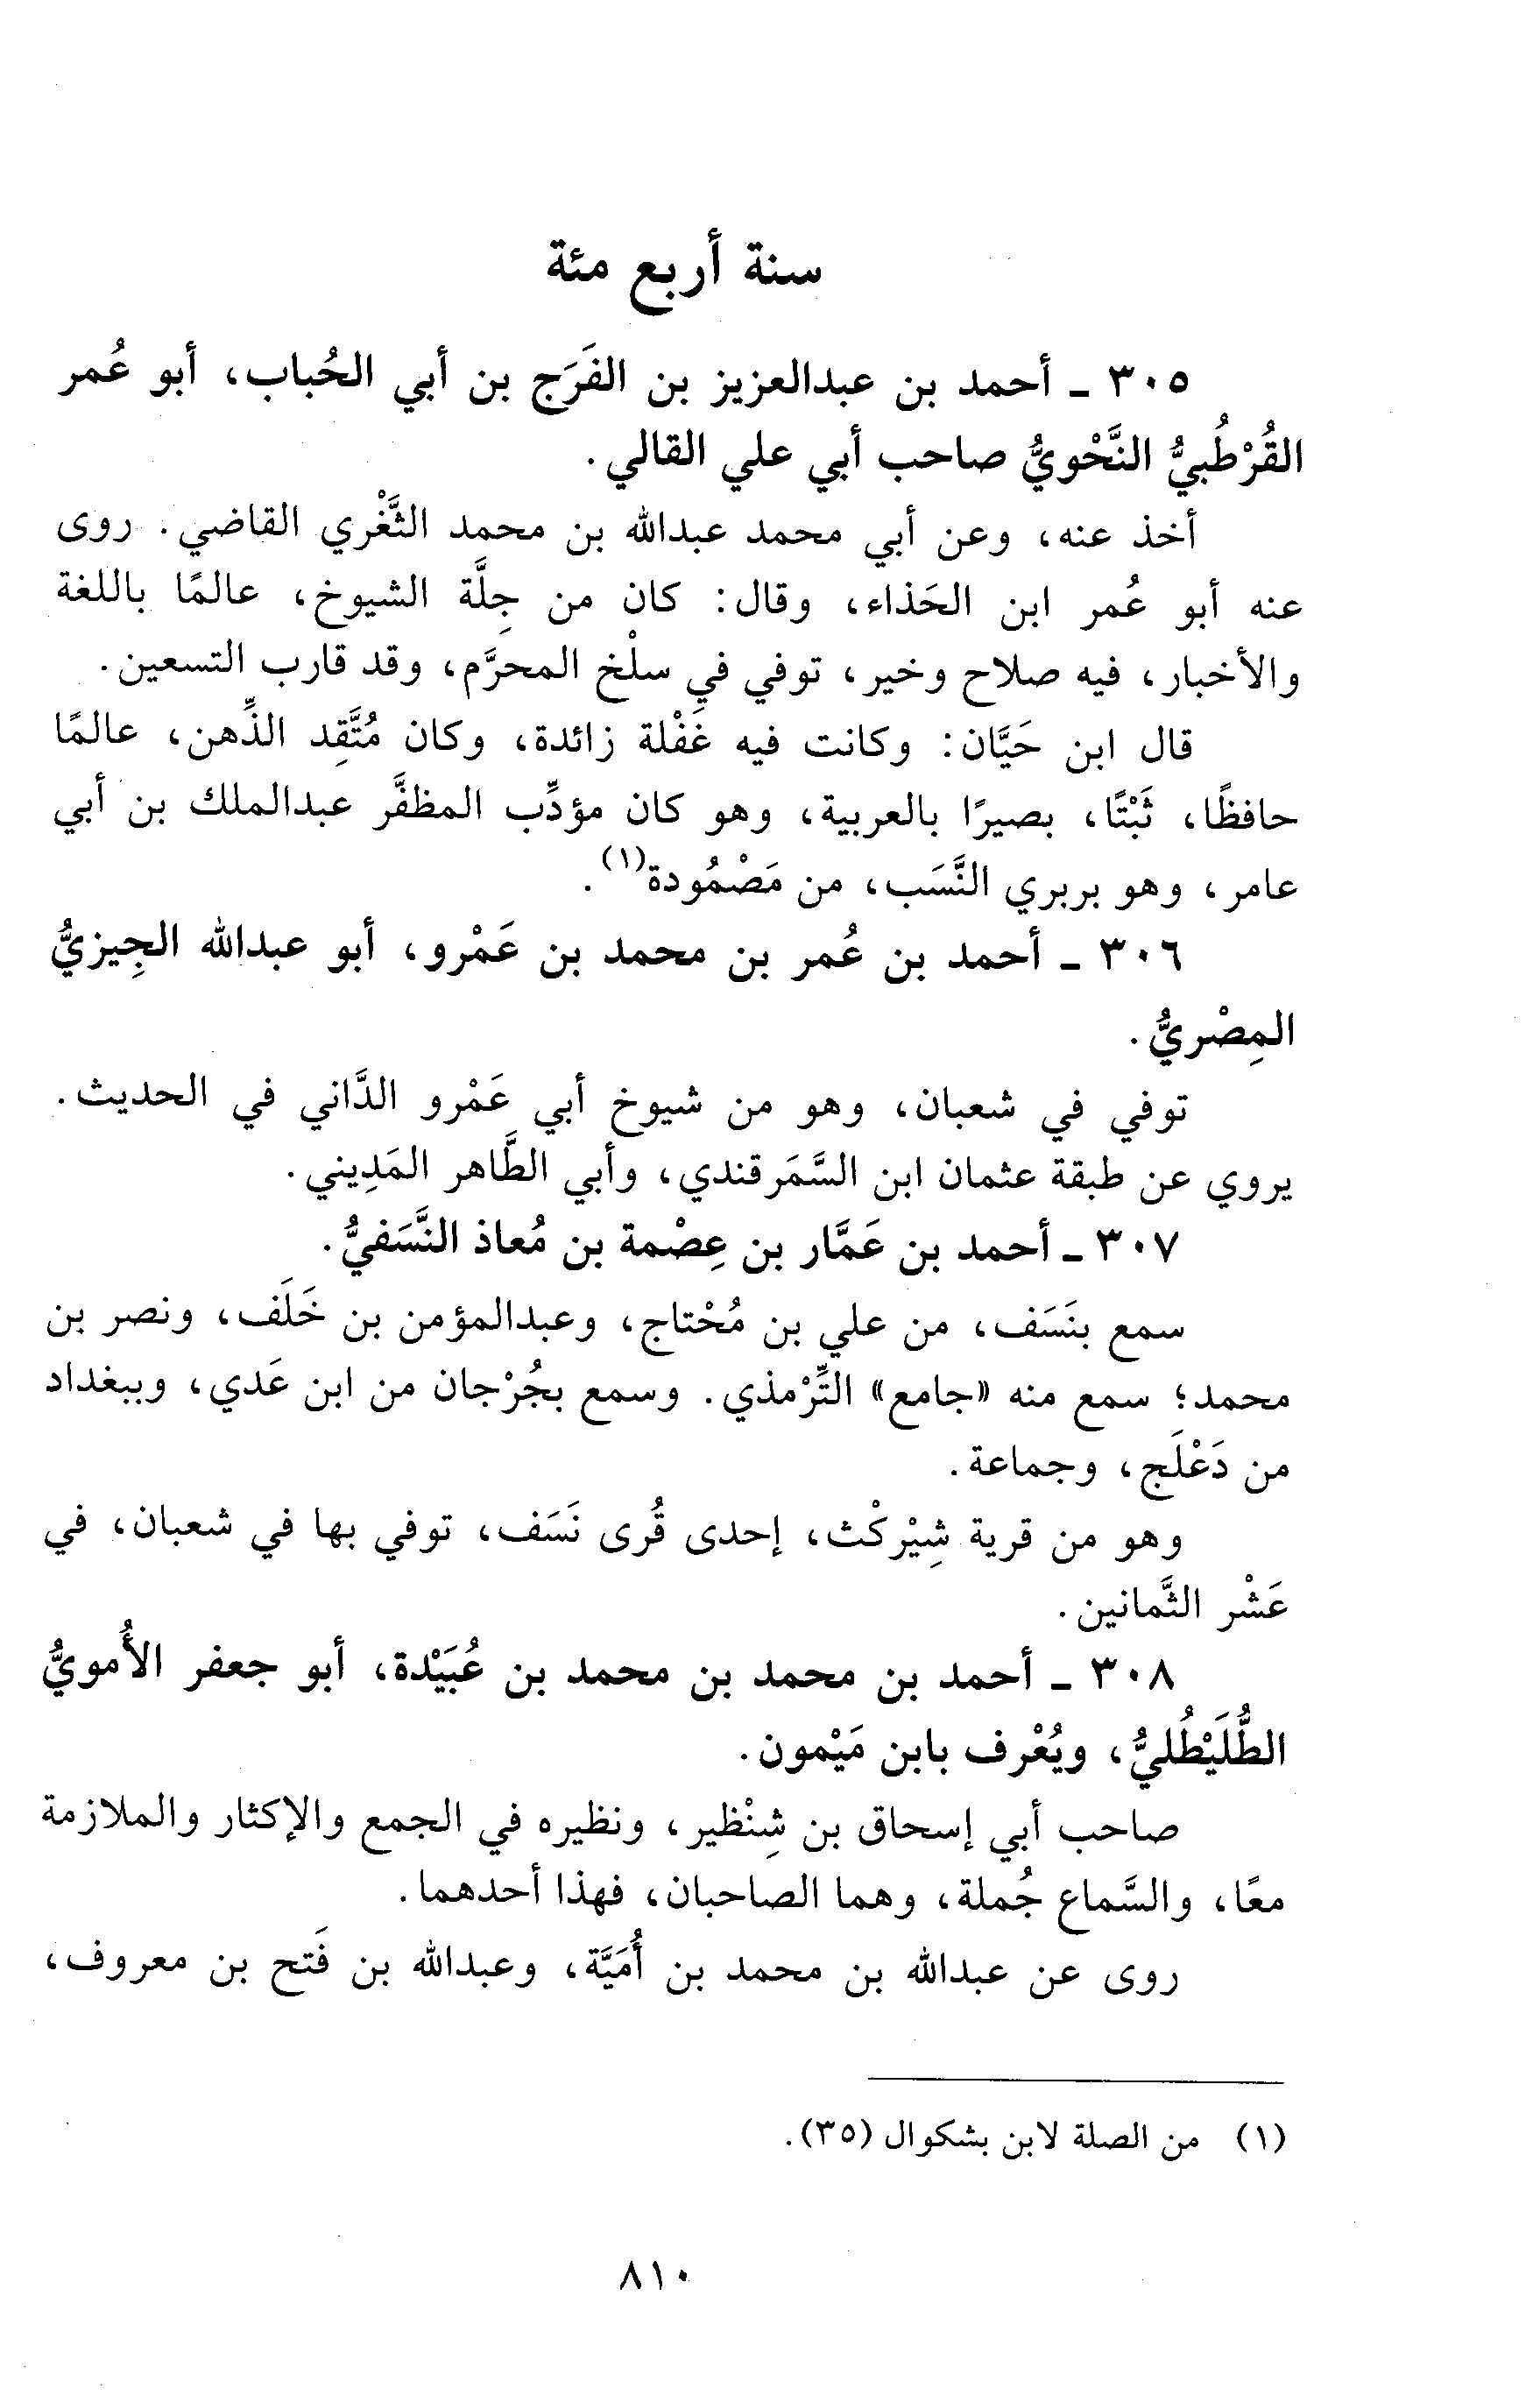 سنة أربع مئة
٣٠٥ ـ أحمد بن عبدالعزيز بن الفَرَج بن أبي الحُباب، أبو عُمر
القُرْطُبيُّ النَّحْويُّ صاحب أبي علي القالي.
أخذ عنه، وعن أبي محمد عبدالله بن محمد الثَّغْري القاضي. روى
عنه أبو عُمر ابن الحَذاء، وقال: كان من جِلَّة الشيوخ، عالمًا باللغة
والأخبار، فيه صلاح وخير، توفي في سلْخ المحرَّم، وقد قارب التسعين.
قال ابن حَيَّان: وكانت فيه غَفْلة زائدة، وكان مُتَّقِد الذِّهن، عالمًا
حافظًا، ثَبْتًا، بصيرًا بالعربية، وهو كان مؤدِّب المظفَّر عبدالملك بن أبي
عامر، وهو بربري النَّسَب، من مَصْمُودة(١).
٣٠٦ ـ أحمد بن عُمر بن محمد بن عَمْرو، أبو عبدالله الجِيزيُّ
المِصْريُّ.
توفي في شعبان، وهو من شيوخ أبي عَمْرو الدَّاني في الحديث.
يروي عن طبقة عثمان ابن السَّمَرقندي، وأبي الطَّاهر المَدِيني.
٣٠٧ ـ أحمد بن عَمَّار بن عِصْمة بن مُعاذ النَّسَفيُّ.
سمع بنَسَف، من علي بن مُحْتاج، وعبدالمؤمن بن خَلَف، ونصر بن
محمد؛ سمع منه «جامع» التِّرْمذي. وسمع بجُرْجان من ابن عَدي، وببغداد
من دَعْلَج، وجماعة.
وهو من قرية شِيْركْث، إحدى قُرى نَسَف، توفي بها في شعبان، في
عَشْر الثَّمانين.
٣٠٨ ـ أحمد بن محمد بن محمد بن عُبَيْدة، أبو جعفر الأُمويُّ
الطُّلَيْطُليُّ، ويُعْرف بابن مَيْمون.
صاحب أبي إسحاق بن شِنْظير، ونظيره في الجمع والإكثار والملازمة
معًا، والسَّماع جُملة، وهما الصاحبان، فهذا أحدهما.
روى عن عبدالله بن محمد بن أُمَيَّة، وعبدالله بن فَتح بن معروف،
(١) من الصلة لابن بشكوال (٣٥).
٨١٠